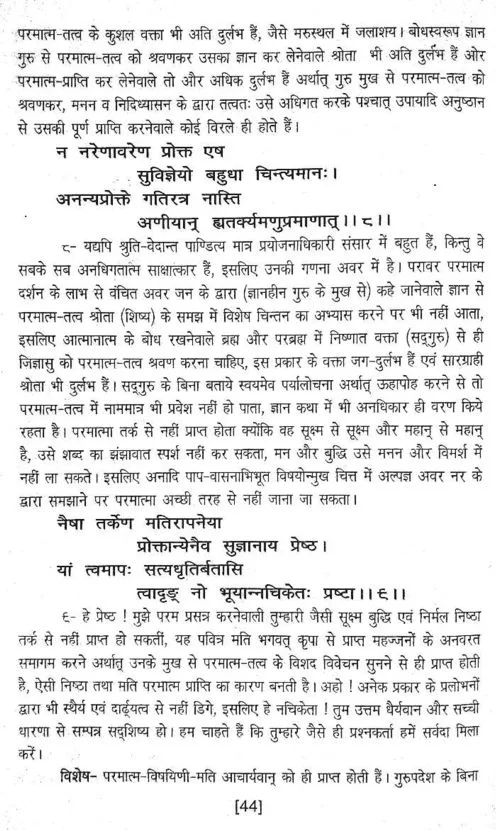 परमात्म-तत्व के कुशल वक्ता भी अति दुर्लभ हैं, जैसे मरुस्थल में जलाशय। बोधस्वरूप ज्ञान
गुरु से परमात्म-तत्व को श्रवणकर उसका ज्ञान कर लेनेवाले श्रोता भी अति दुर्लभ हैं ओर
परमात्म-प्राप्ति कर लेनेवाले तो और अधिक दुर्लभ हैं अर्थात् गुरु मुख से परमात्म-तत्व को
श्रवणकर, मनन व निदिध्यासन के द्वारा तत्वतः उसे अधिगत करके पश्चात् उपायादि अनुष्ठान
से उसकी पूर्ण प्राप्ति करनेवाले कोई विरले ही होते हैं।
न नरेणावरेण प्रोक्त एष
सुविज्ञेयो बहुधा चिन्त्यमानः।
अनन्यप्रोक्ते गतिरत्र नास्ति
अणीयान् ह्यतर्क्यमणुप्रमाणात्।।८।।
८- यद्यपि श्रुति-वेदान्त पाण्डित्य मात्र प्रयोजनाधिकारी संसार में बहुत हैं, किन्तु वे
सबके सब अनधिगतात्म साक्षात्कार हैं, इसलिए उनकी गणना अवर में है। परावर परमात्म
दर्शन के लाभ से वंचित अवर जन के द्वारा (ज्ञानहीन गुरु के मुख से) कहे जानेवाले ज्ञान से
परमात्म-तत्व श्रोता (शिष्य) के समझ में विशेष चिन्तन का अभ्यास करने पर भी नहीं आता,
इसलिए आत्मानात्म के बोध रखनेवाले ब्रह्म और परब्रह्म में निष्णात वक्ता (सद्गुरु) से ही
जिज्ञासु को परमात्म-तत्व श्रवण करना चाहिए, इस प्रकार के वक्ता जग-दुर्लभ हैं एवं सारग्राही
श्रोता भी दुर्लभ हैं। सद्गुरु के बिना बताये स्वयमेव पर्यालोचना अर्थात् ऊहापोह करने से तो
परमात्म-तत्व में नाममात्र भी प्रवेश नहीं हो पाता, ज्ञान कथा में भी अनधिकार ही वरण किये
रहता है। परमात्मा तर्क से नहीं प्राप्त होता क्योंकि वह सूक्ष्म से सूक्ष्म और महान् से महान्
है, उसे शब्द का झंझावात स्पर्श नहीं कर सकता, मन और बुद्धि उसे मनन और विमर्श में
नहीं ला सकते। इसलिए अनादि पाप-वासनाभिभूत विषयोन्मुख चित्त में अल्पज्ञ अवर नर के
द्वारा समझाने पर परमात्मा अच्छी तरह से नहीं जाना जा सकता।
नैषा तर्केण मतिरापनेया
प्रोक्तान्येनैव सुज्ञानाय प्रेष्ठ।
यां त्वमापः सत्यधृतिर्बतासि
त्वादृङ् नो भूयान्नचिकेतः प्रष्टा।।९।।
९- हे प्रेष्ठ ! मुझे परम प्रसन्न करनेवाली तुम्हारी जैसी सूक्ष्म बुद्धि एवं निर्मल निष्ठा
तर्क से नहीं प्राप्त हो सकतीं, यह पवित्र मति भगवत् कृपा से प्राप्त महज्जनों के अनवरत
समागम करने अर्थात् उनके मुख से परमात्म-तत्व के विशद विवेचन सुनने से ही प्राप्त होती
है, ऐसी निष्ठा तथा मति परमात्म प्राप्ति का कारण बनती है। अहो ! अनेक प्रकार के प्रलोभनों
द्वारा भी स्थैर्य एवं दार्ढ्यत्व से नहीं डिगे, इसलिए हे नचिकेता ! तुम उत्तम धैर्यवान और सच्ची
धारणा से सम्पन्न सद्शिष्य हो। हम चाहते हैं कि तुम्हारे जैसे ही प्रश्नकर्ता हमें सर्वदा मिला
करें।
विशेष- परमात्म-विषयिणी-मति आचार्यवान् को ही प्राप्त होती हैं। गुरुपदेश के बिना
[44]